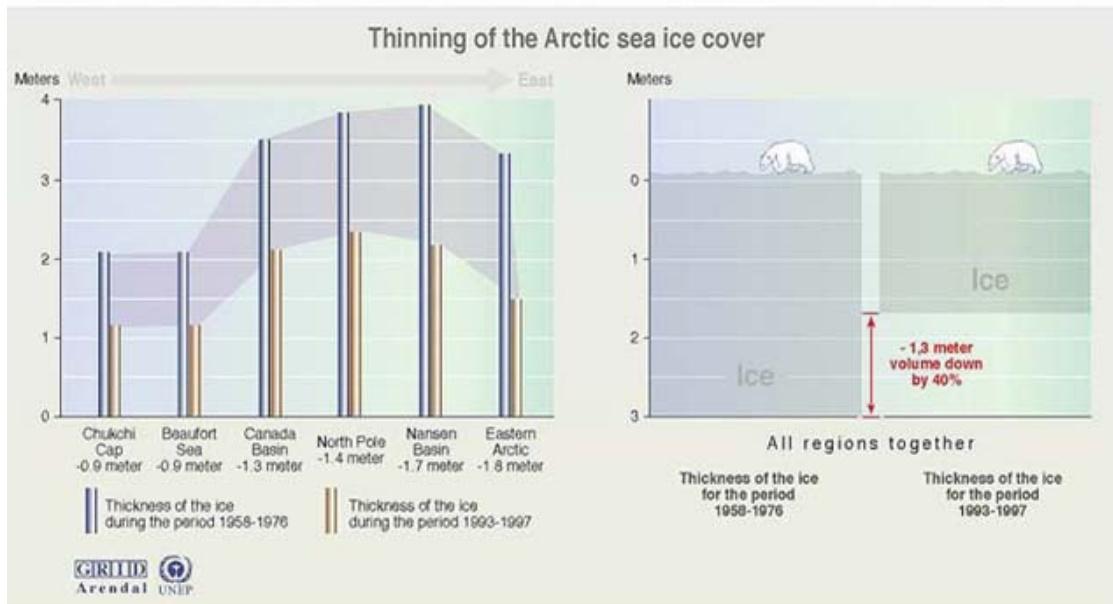 Thinning of the Arctic sea ice cover
Meters West East
4
3
2
1
0
Chukchi
Cap
-0.9 meter
Beaufort
Sea
-0.9 meter
Canada
Basin
-1.3 meter
North Pole
-1.4 meter
Nansen
Basin
-1.7 meter
Eastern
Arctic
-1.8 meter
Thickness of the ice
during the period 1958-1976
Thickness of the ice
during the period 1993-1997
GRID
Arendal
UNEP
Meters
0
1
2
3
Ice
Ice
- 1,3 meter
volume down
by 40%
All regions together
Thickness of the ice
for the period
1958-1976
Thickness of the ice
for the period
1993-1997